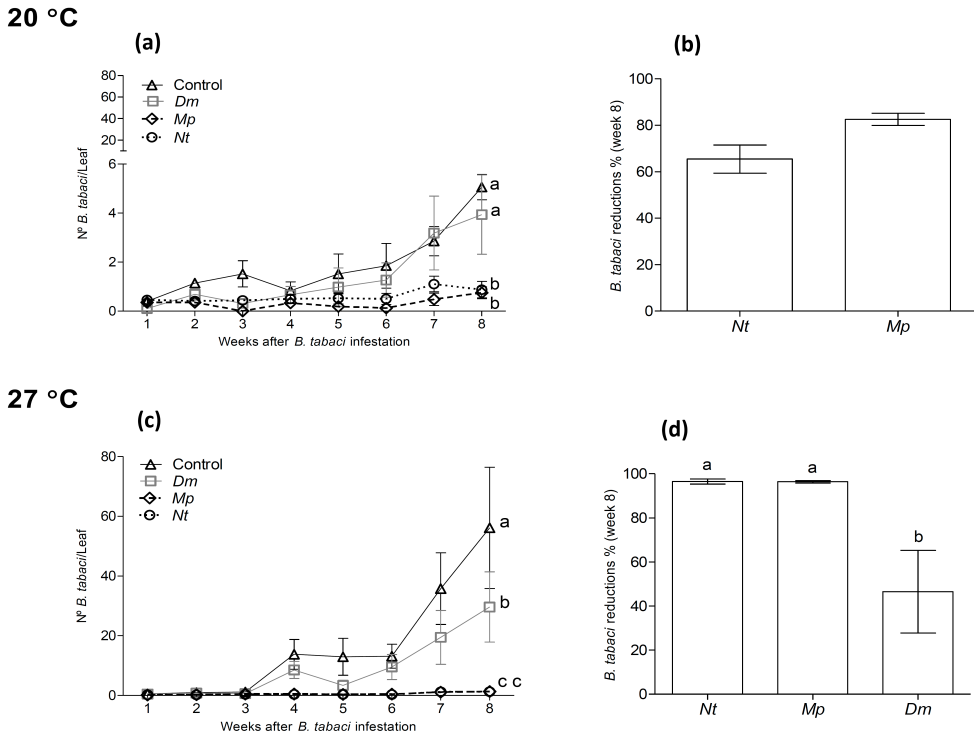 20 °C
(a)
80
60
40
20
6
4
2
0
Nº B. tabaci/Leaf
Control
Dm
Mp
Nt
a
a
b
b
1 2 3 4 5 6 7 8
Weeks after B. tabaci infestation
(b)
100
80
60
40
20
0
B. tabaci reductions % (week 8)
Nt Mp
27 °C
(c)
80
60
40
20
0
Nº B. tabaci/Leaf
Control
Dm
Mp
Nt
a
b
c c
1 2 3 4 5 6 7 8
Weeks after B. tabaci infestation
(d)
100
80
60
40
20
0
B. tabaci reductions % (week 8)
a a b
Nt Mp Dm